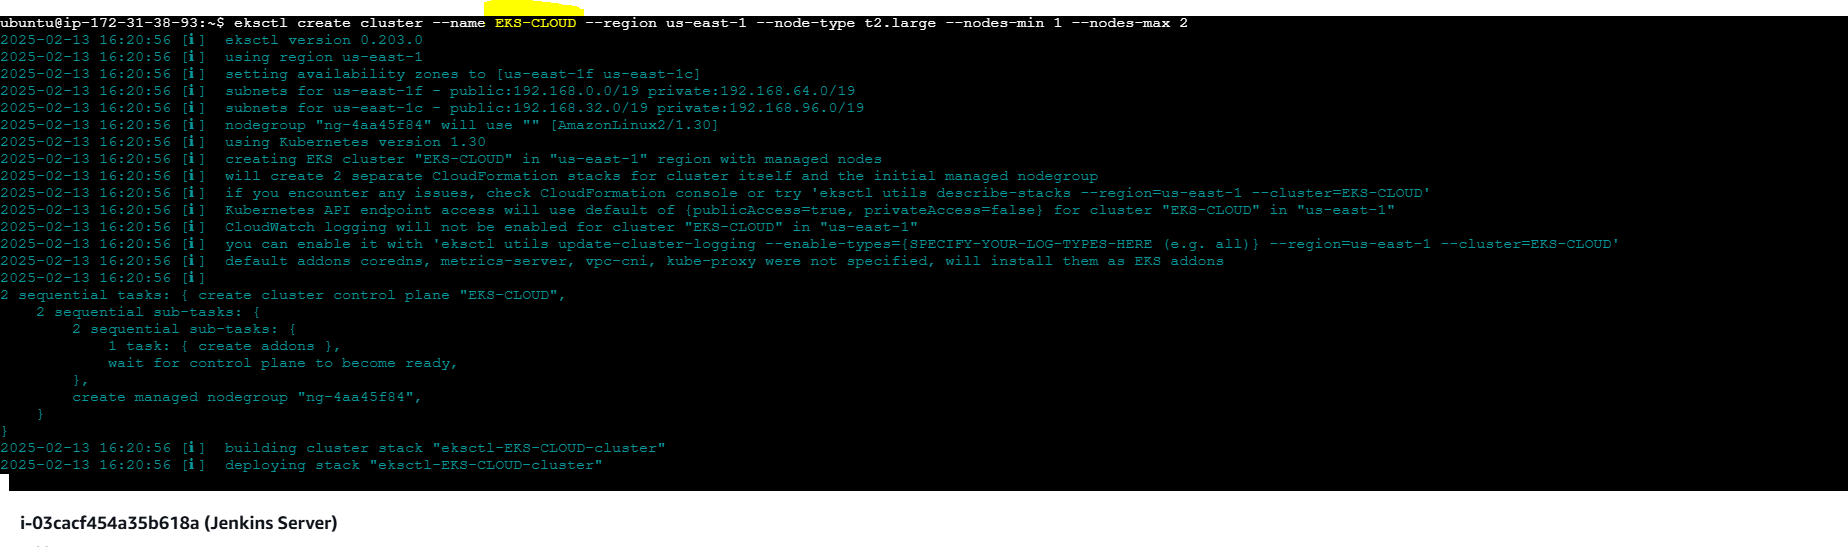 ubuntu@ip-172-31-38-93:~$ eksctl create cluster --name EKS-CLOUD --region us-east-1 --node-type t2.large --nodes-min 1 --nodes-max 2
2025-02-13 16:20:56 [ℹ]  eksctl version 0.203.0
2025-02-13 16:20:56 [ℹ]  using region us-east-1
2025-02-13 16:20:56 [ℹ]  setting availability zones to [us-east-1f us-east-1c]
2025-02-13 16:20:56 [ℹ]  subnets for us-east-1f - public:192.168.0.0/19 private:192.168.64.0/19
2025-02-13 16:20:56 [ℹ]  subnets for us-east-1c - public:192.168.32.0/19 private:192.168.96.0/19
2025-02-13 16:20:56 [ℹ]  nodegroup "ng-4aa45f84" will use "" [AmazonLinux2/1.30]
2025-02-13 16:20:56 [ℹ]  using Kubernetes version 1.30
2025-02-13 16:20:56 [ℹ]  creating EKS cluster "EKS-CLOUD" in "us-east-1" region with managed nodes
2025-02-13 16:20:56 [ℹ]  will create 2 separate CloudFormation stacks for cluster itself and the initial managed nodegroup
2025-02-13 16:20:56 [ℹ]  if you encounter any issues, check CloudFormation console or try 'eksctl utils describe-stacks --region=us-east-1 --cluster=EKS-CLOUD'
2025-02-13 16:20:56 [ℹ]  Kubernetes API endpoint access will use default of {publicAccess=true, privateAccess=false} for cluster "EKS-CLOUD" in "us-east-1"
2025-02-13 16:20:56 [ℹ]  CloudWatch logging will not be enabled for cluster "EKS-CLOUD" in "us-east-1"
2025-02-13 16:20:56 [ℹ]  you can enable it with 'eksctl utils update-cluster-logging --enable-types={SPECIFY-YOUR-LOG-TYPES-HERE (e.g. all)} --region=us-east-1 --cluster=EKS-CLOUD'
2025-02-13 16:20:56 [ℹ]  default addons coredns, metrics-server, vpc-cni, kube-proxy were not specified, will install them as EKS addons
2025-02-13 16:20:56 [ℹ]
2 sequential tasks: { create cluster control plane "EKS-CLOUD",
    2 sequential sub-tasks: {
        2 sequential sub-tasks: {
            1 task: { create addons },
            wait for control plane to become ready,
        },
        create managed nodegroup "ng-4aa45f84",
    }
}
2025-02-13 16:20:56 [ℹ]  building cluster stack "eksctl-EKS-CLOUD-cluster"
2025-02-13 16:20:56 [ℹ]  deploying stack "eksctl-EKS-CLOUD-cluster"
i-03cacf454a35b618a (Jenkins Server)